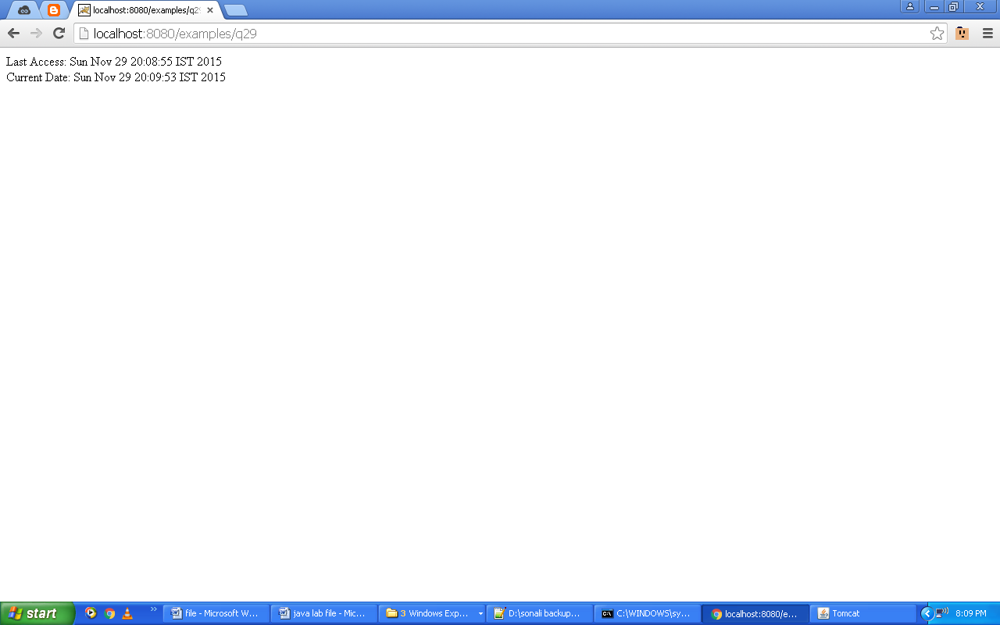 localhost:8080/examples/q29
localhost:8080/examples/q29
Last Access: Sun Nov 29 20:08:55 IST 2015
Current Date: Sun Nov 29 20:09:53 IST 2015
start
file - Microsoft W...
java lab file - Mic...
3 Windows Exp...
D:\sonali backup...
C:\WINDOWS\sy...
localhost:8080/e...
Tomcat
8:09 PM